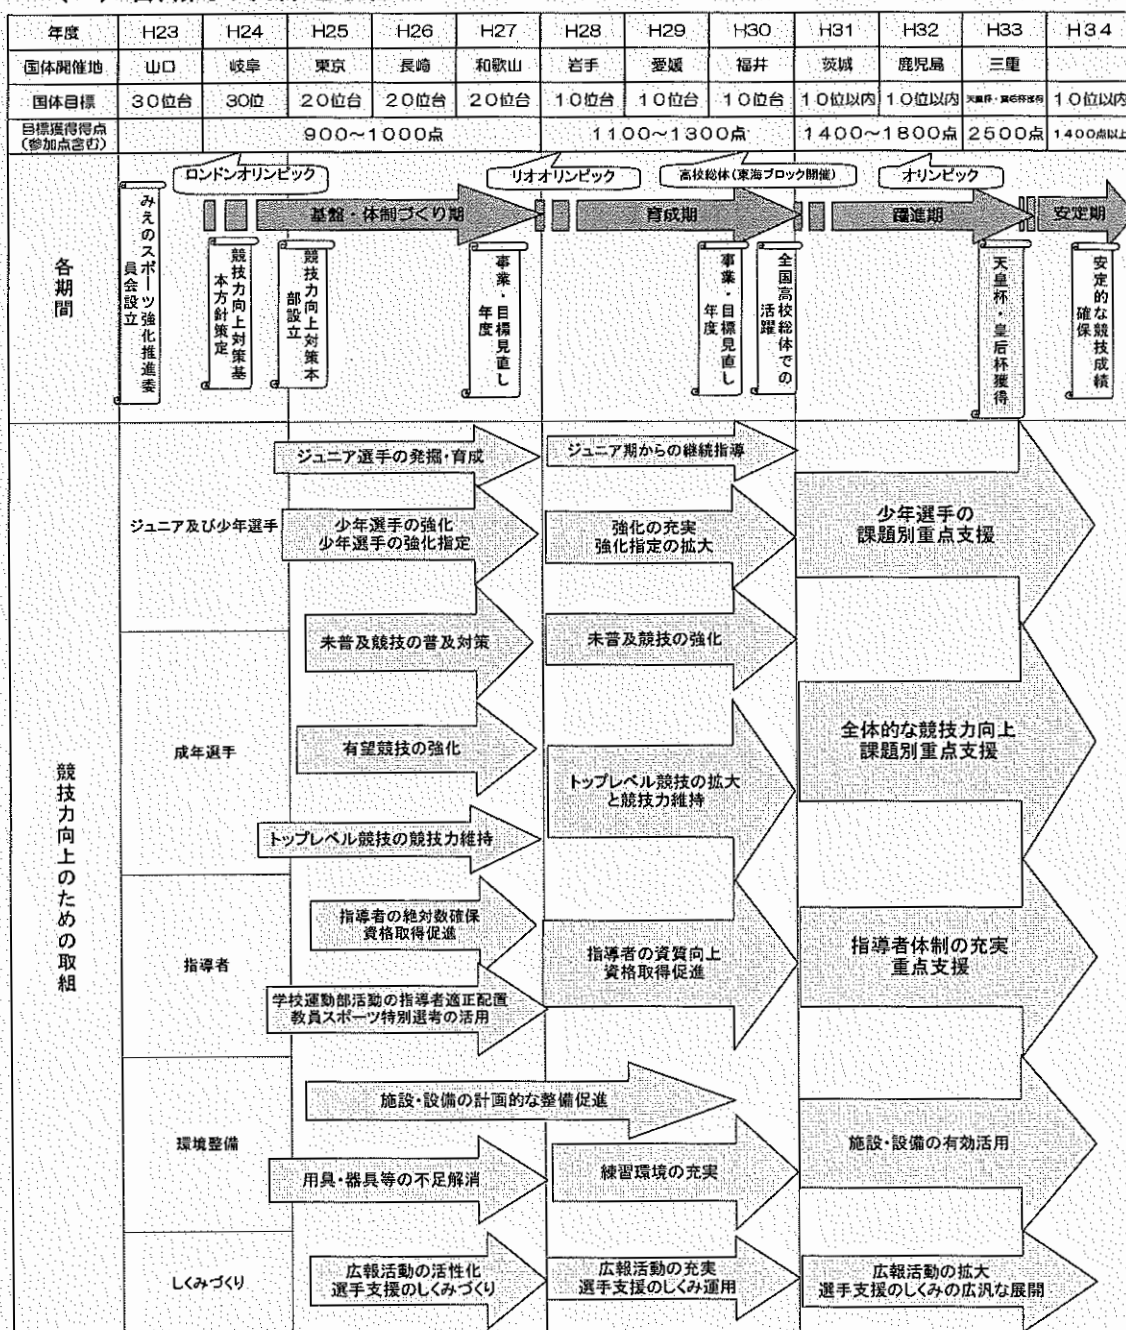 年度 H23 H24 H25 H26 H27 H28 H29 H30 H31 H32 H33 H34
国体開催地 山口 岐阜 東京 長崎 和歌山 岩手 愛媛 福井 茨城 鹿児島 三重
国体目標 30位台 30位 20位台 20位台 20位台 10位台 10位台 10位台 10位以内 10位以内 天皇杯・皇后杯獲得 10位以内
目標獲得得点
(参加点含む)
900~1000点 1100~1300点 1400~1800点 2500点 1400点以上
ロンドンオリンピック リオオリンピック 高校総体(東海ブロック開催) オリンピック
基盤・体制づくり期 育成期 躍進期 安定期
各期間
みえのスポーツ強化推進委
員会設立
競技力向上対策基
本方針策定
競技力向上対策本
部設立
事業・目標見直し
年度
事業・目標見直し
年度
全国高校総体での
活躍
天皇杯・皇后杯獲得
安定的な競技成績
確保
競技力向上のための取組
ジュニア及び少年選手
ジュニア選手の発掘・育成
ジュニア期からの継続指導
少年選手の強化
少年選手の強化指定
強化の充実
強化指定の拡大
少年選手の
課題別重点支援
未普及競技の普及対策
未普及競技の強化
成年選手
有望競技の強化
トップレベル競技の競技力維持
トップレベル競技の拡大
と競技力維持
全体的な競技力向上
課題別重点支援
指導者
指導者の絶対数確保
資格取得促進
学校運動部活動の指導者適正配置
教員スポーツ特別選考の活用
指導者の資質向上
資格取得促進
指導者体制の充実
重点支援
環境整備
施設・設備の計画的な整備促進
用具・器具等の不足解消
練習環境の充実
施設・設備の有効活用
しくみづくり
広報活動の活性化
選手支援のしくみづくり
広報活動の充実
選手支援のしくみ運用
広報活動の拡大
選手支援のしくみの広汎な展開